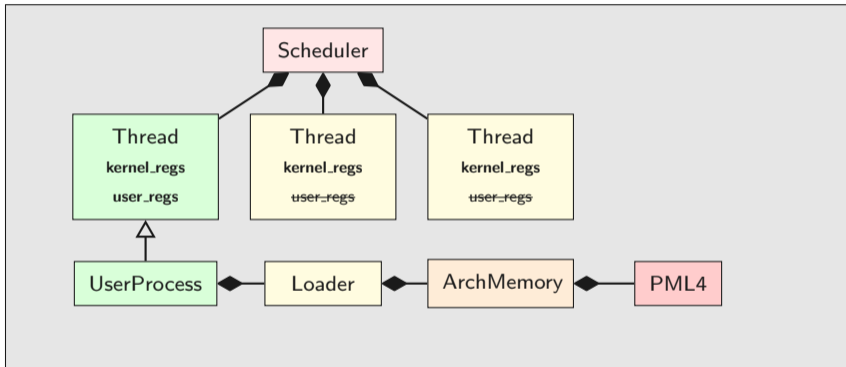 Scheduler
Thread
kernel_regs
user_regs
Thread
kernel_regs
user_regs
Thread
kernel_regs
user_regs
UserProcess
Loader
ArchMemory
PML4